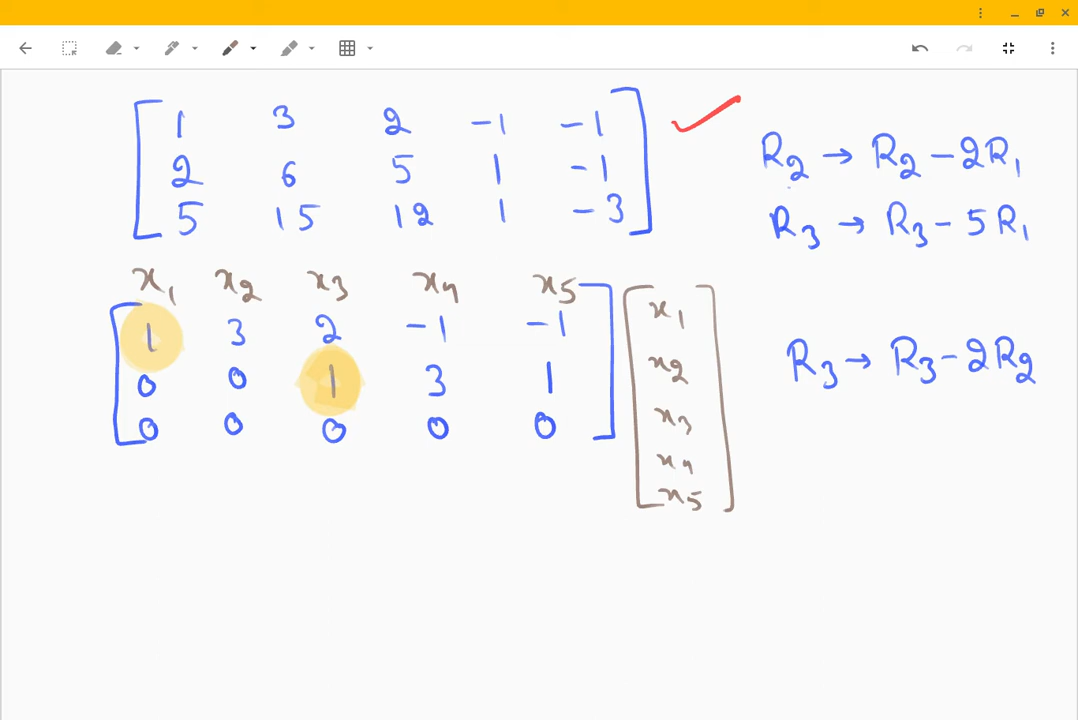 1 3 2 -1 -1
2 6 5 1 -1
5 15 12 1 -3
R2 → R2 - 2R1
R3 → R3 - 5R1
x1 x2 x3 x4 x5
1 3 2 -1 -1
0 0 1 3 1
0 0 0 0 0
x1
x2
x3
x4
x5
R3 → R3 - 2R2